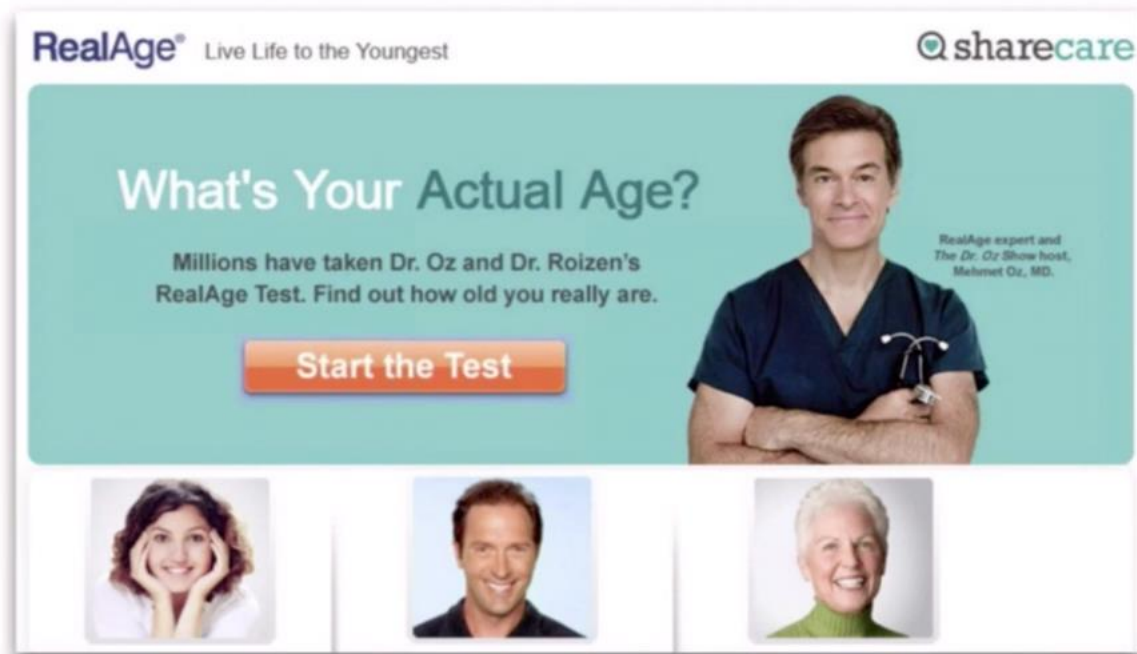 RealAge® Live Life to the Youngest
sharecare
What's Your Actual Age?
Millions have taken Dr. Oz and Dr. Roizen's
RealAge Test. Find out how old you really are.
Start the Test
RealAge expert and
The Dr. Oz Show host,
Mehmet Oz, MD.